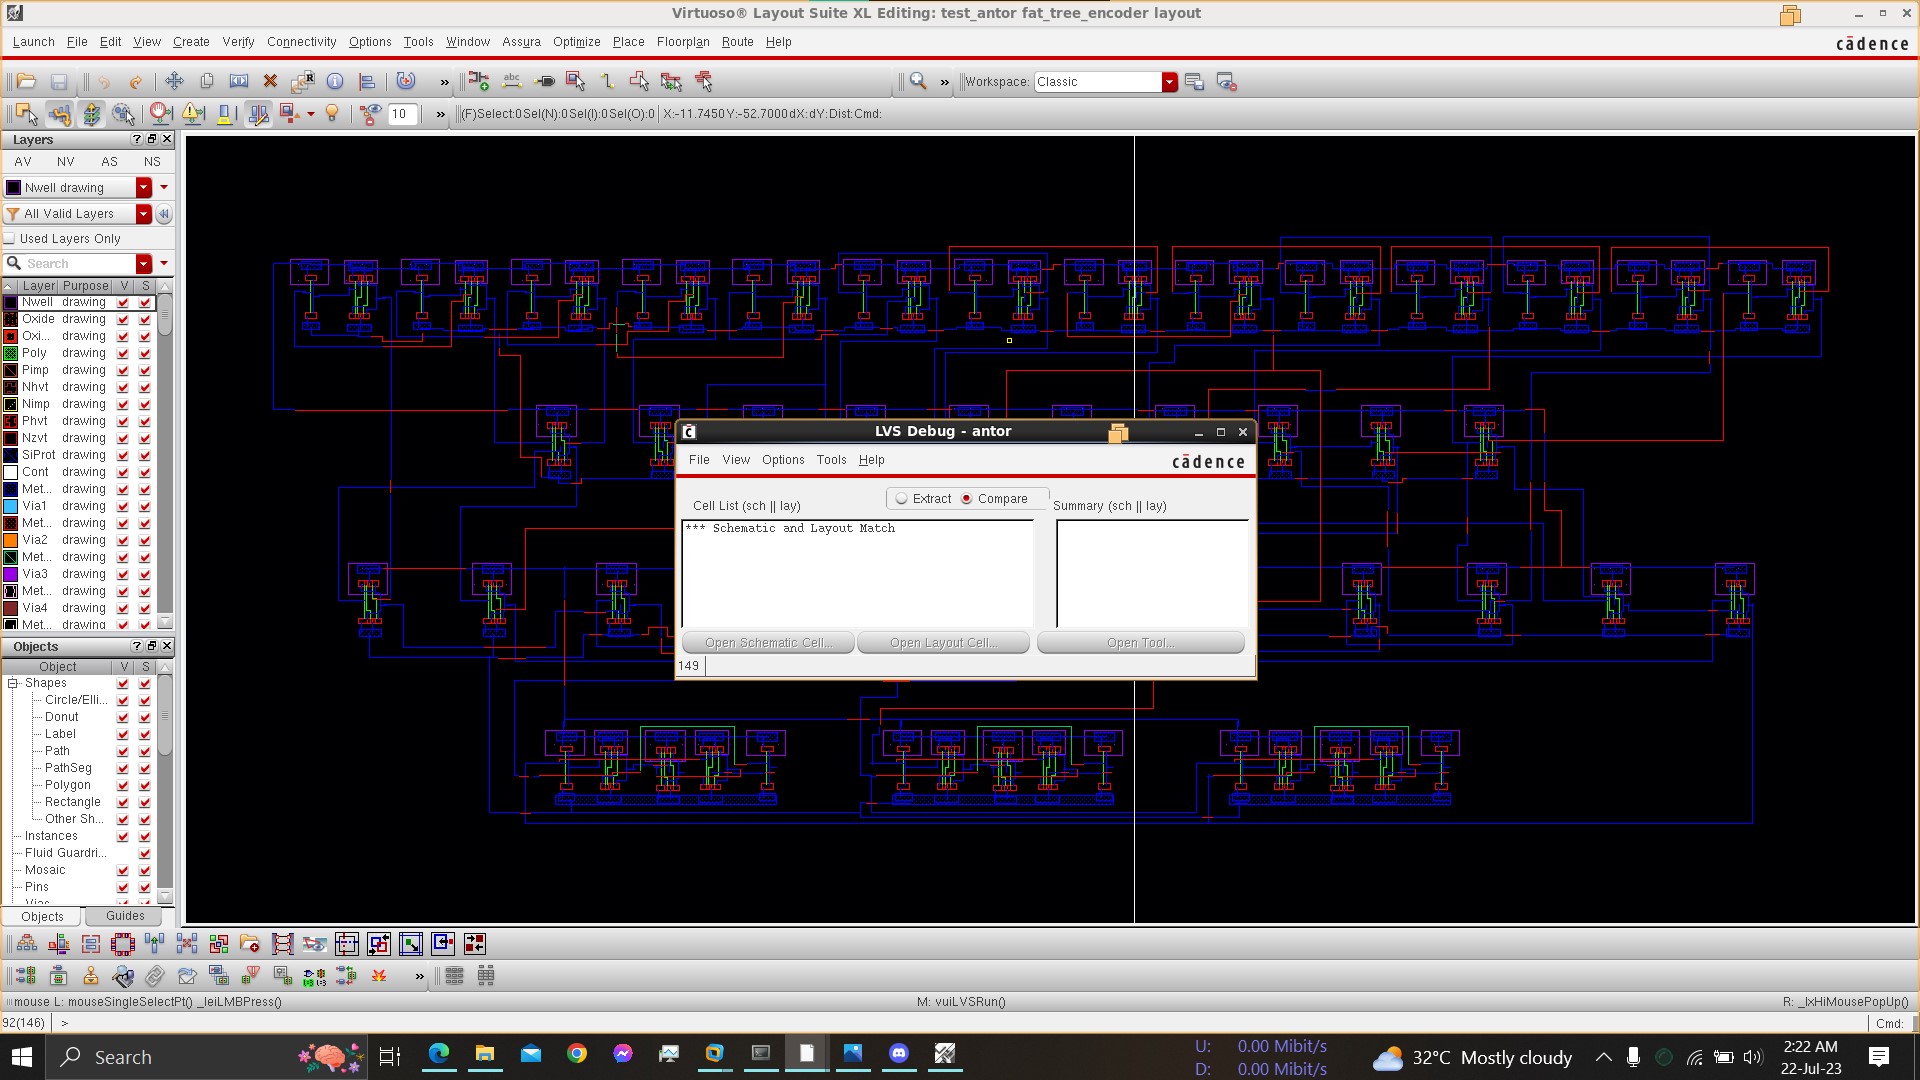 Virtuoso® Layout Suite XL Editing: test_antor fat_tree_encoder layout
Launch File Edit View Create Verify Connectivity Options Tools Window Assura Optimize Place Floorplan Route Help
cādence
abc
R
» » Workspace: Classic
10 » (F)Select:0 Sel(N):0 Sel(I):0 Sel(O):0 X:-11.7450 Y:-52.7000 dX: dY: Dist: Cmd:
Layers
AV NV AS NS
Nwell drawing
All Valid Layers
Used Layers Only
Search
Layer Purpose V S
Nwell drawing
Oxide drawing
Oxi... drawing
Poly drawing
Pimp drawing
Nhvt drawing
Nimp drawing
Phvt drawing
Nzvt drawing
SiProt drawing
Cont drawing
Met... drawing
Via1 drawing
Met... drawing
Via2 drawing
Met... drawing
Via3 drawing
Met... drawing
Via4 drawing
Met... drawing
Objects
Object V S
Shapes
Circle/Elli...
Donut
Label
Path
PathSeg
Polygon
Rectangle
Other Sh...
Instances
Fluid Guardri...
Mosaic
Pins
Vias
Objects Guides
LVS Debug - antor
File View Options Tools Help
cādence
Cell List (sch || lay) Extract Compare Summary (sch || lay)
*** Schematic and Layout Match
Open Schematic Cell... Open Layout Cell... Open Tool...
149
»
mouse L: mouseSingleSelectPt() _leiLMBPress() M: vuiLVSRun() R: _lxHiMousePopUp()
92(146) > Cmd:
Search
U: 0.00 Mibit/s
D: 0.00 Mibit/s
32°C Mostly cloudy
2:22 AM
22-Jul-23